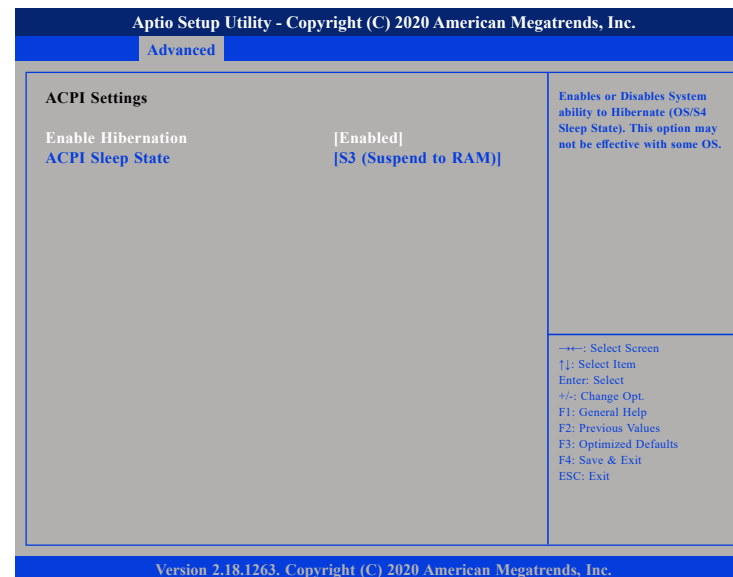 Aptio Setup Utility - Copyright (C) 2020 American Megatrends, Inc.
Advanced
ACPI Settings
Enable Hibernation [Enabled]
ACPI Sleep State [S3 (Suspend to RAM)]
Enables or Disables System
ability to Hibernate (OS/S4
Sleep State). This option may
not be effective with some OS.
→←: Select Screen
↑↓: Select Item
Enter: Select
+/-: Change Opt.
F1: General Help
F2: Previous Values
F3: Optimized Defaults
F4: Save & Exit
ESC: Exit
Version 2.18.1263. Copyright (C) 2020 American Megatrends, Inc.